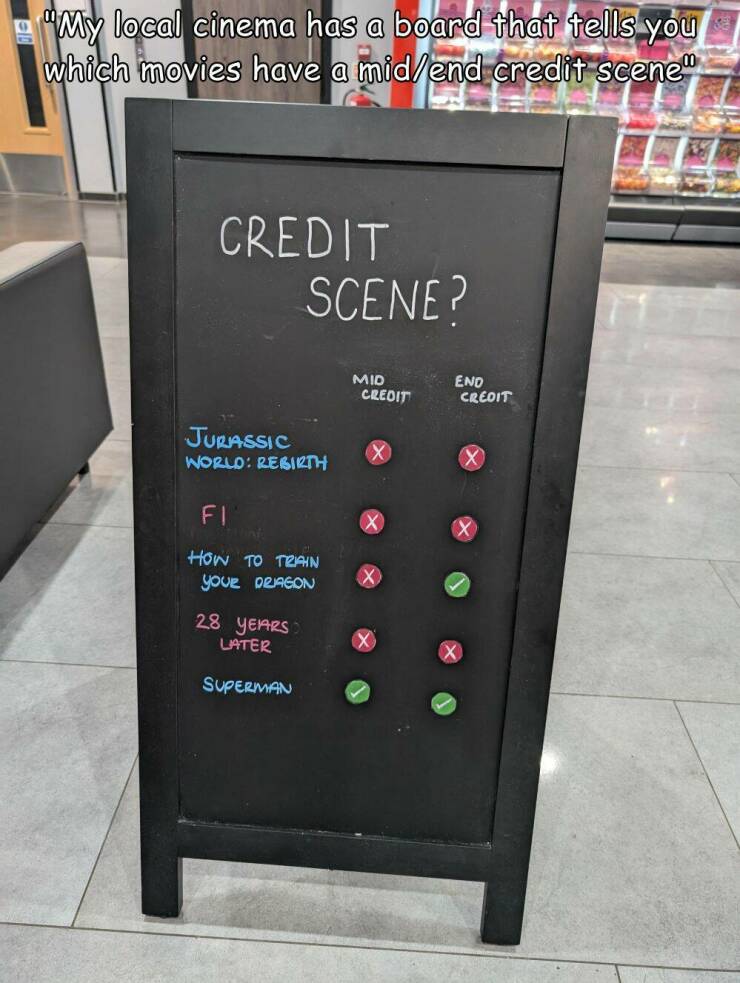 "My local cinema has a board that tells you
which movies have a mid/end credit scene"
CREDIT
SCENE?
MID
CREDIT
END
CREDIT
JURASSIC
WORLD: REBIRTH
F1
HOW TO TRAIN
YOUR DRAGON
28 YEARS
LATER
SUPERMAN